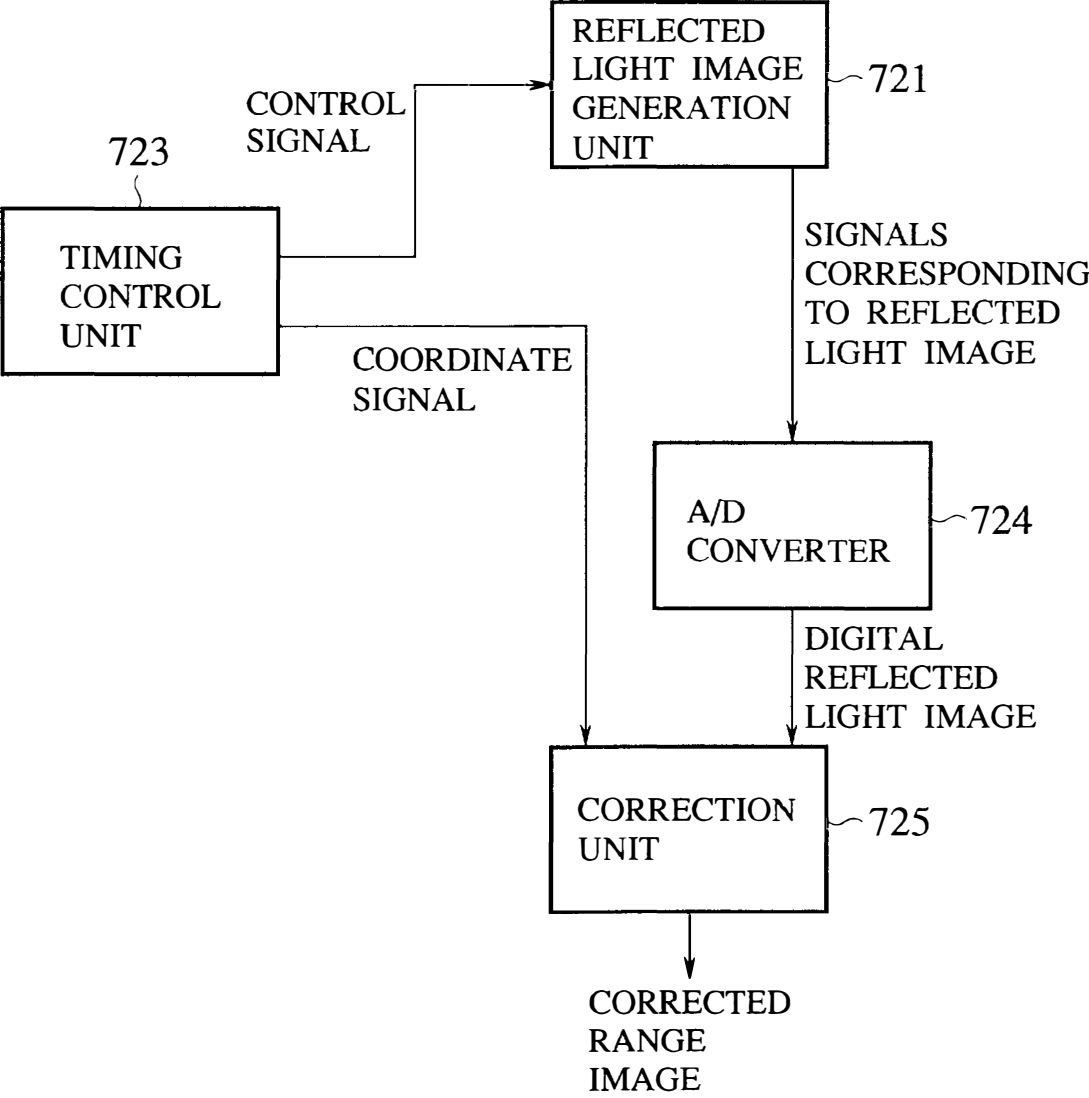 REFLECTED
LIGHT IMAGE
GENERATION
UNIT
721
CONTROL
SIGNAL
723
TIMING
CONTROL
UNIT
SIGNALS
CORRESPONDING
TO REFLECTED
LIGHT IMAGE
COORDINATE
SIGNAL
A/D
CONVERTER
724
DIGITAL
REFLECTED
LIGHT IMAGE
CORRECTION
UNIT
725
CORRECTED
RANGE
IMAGE